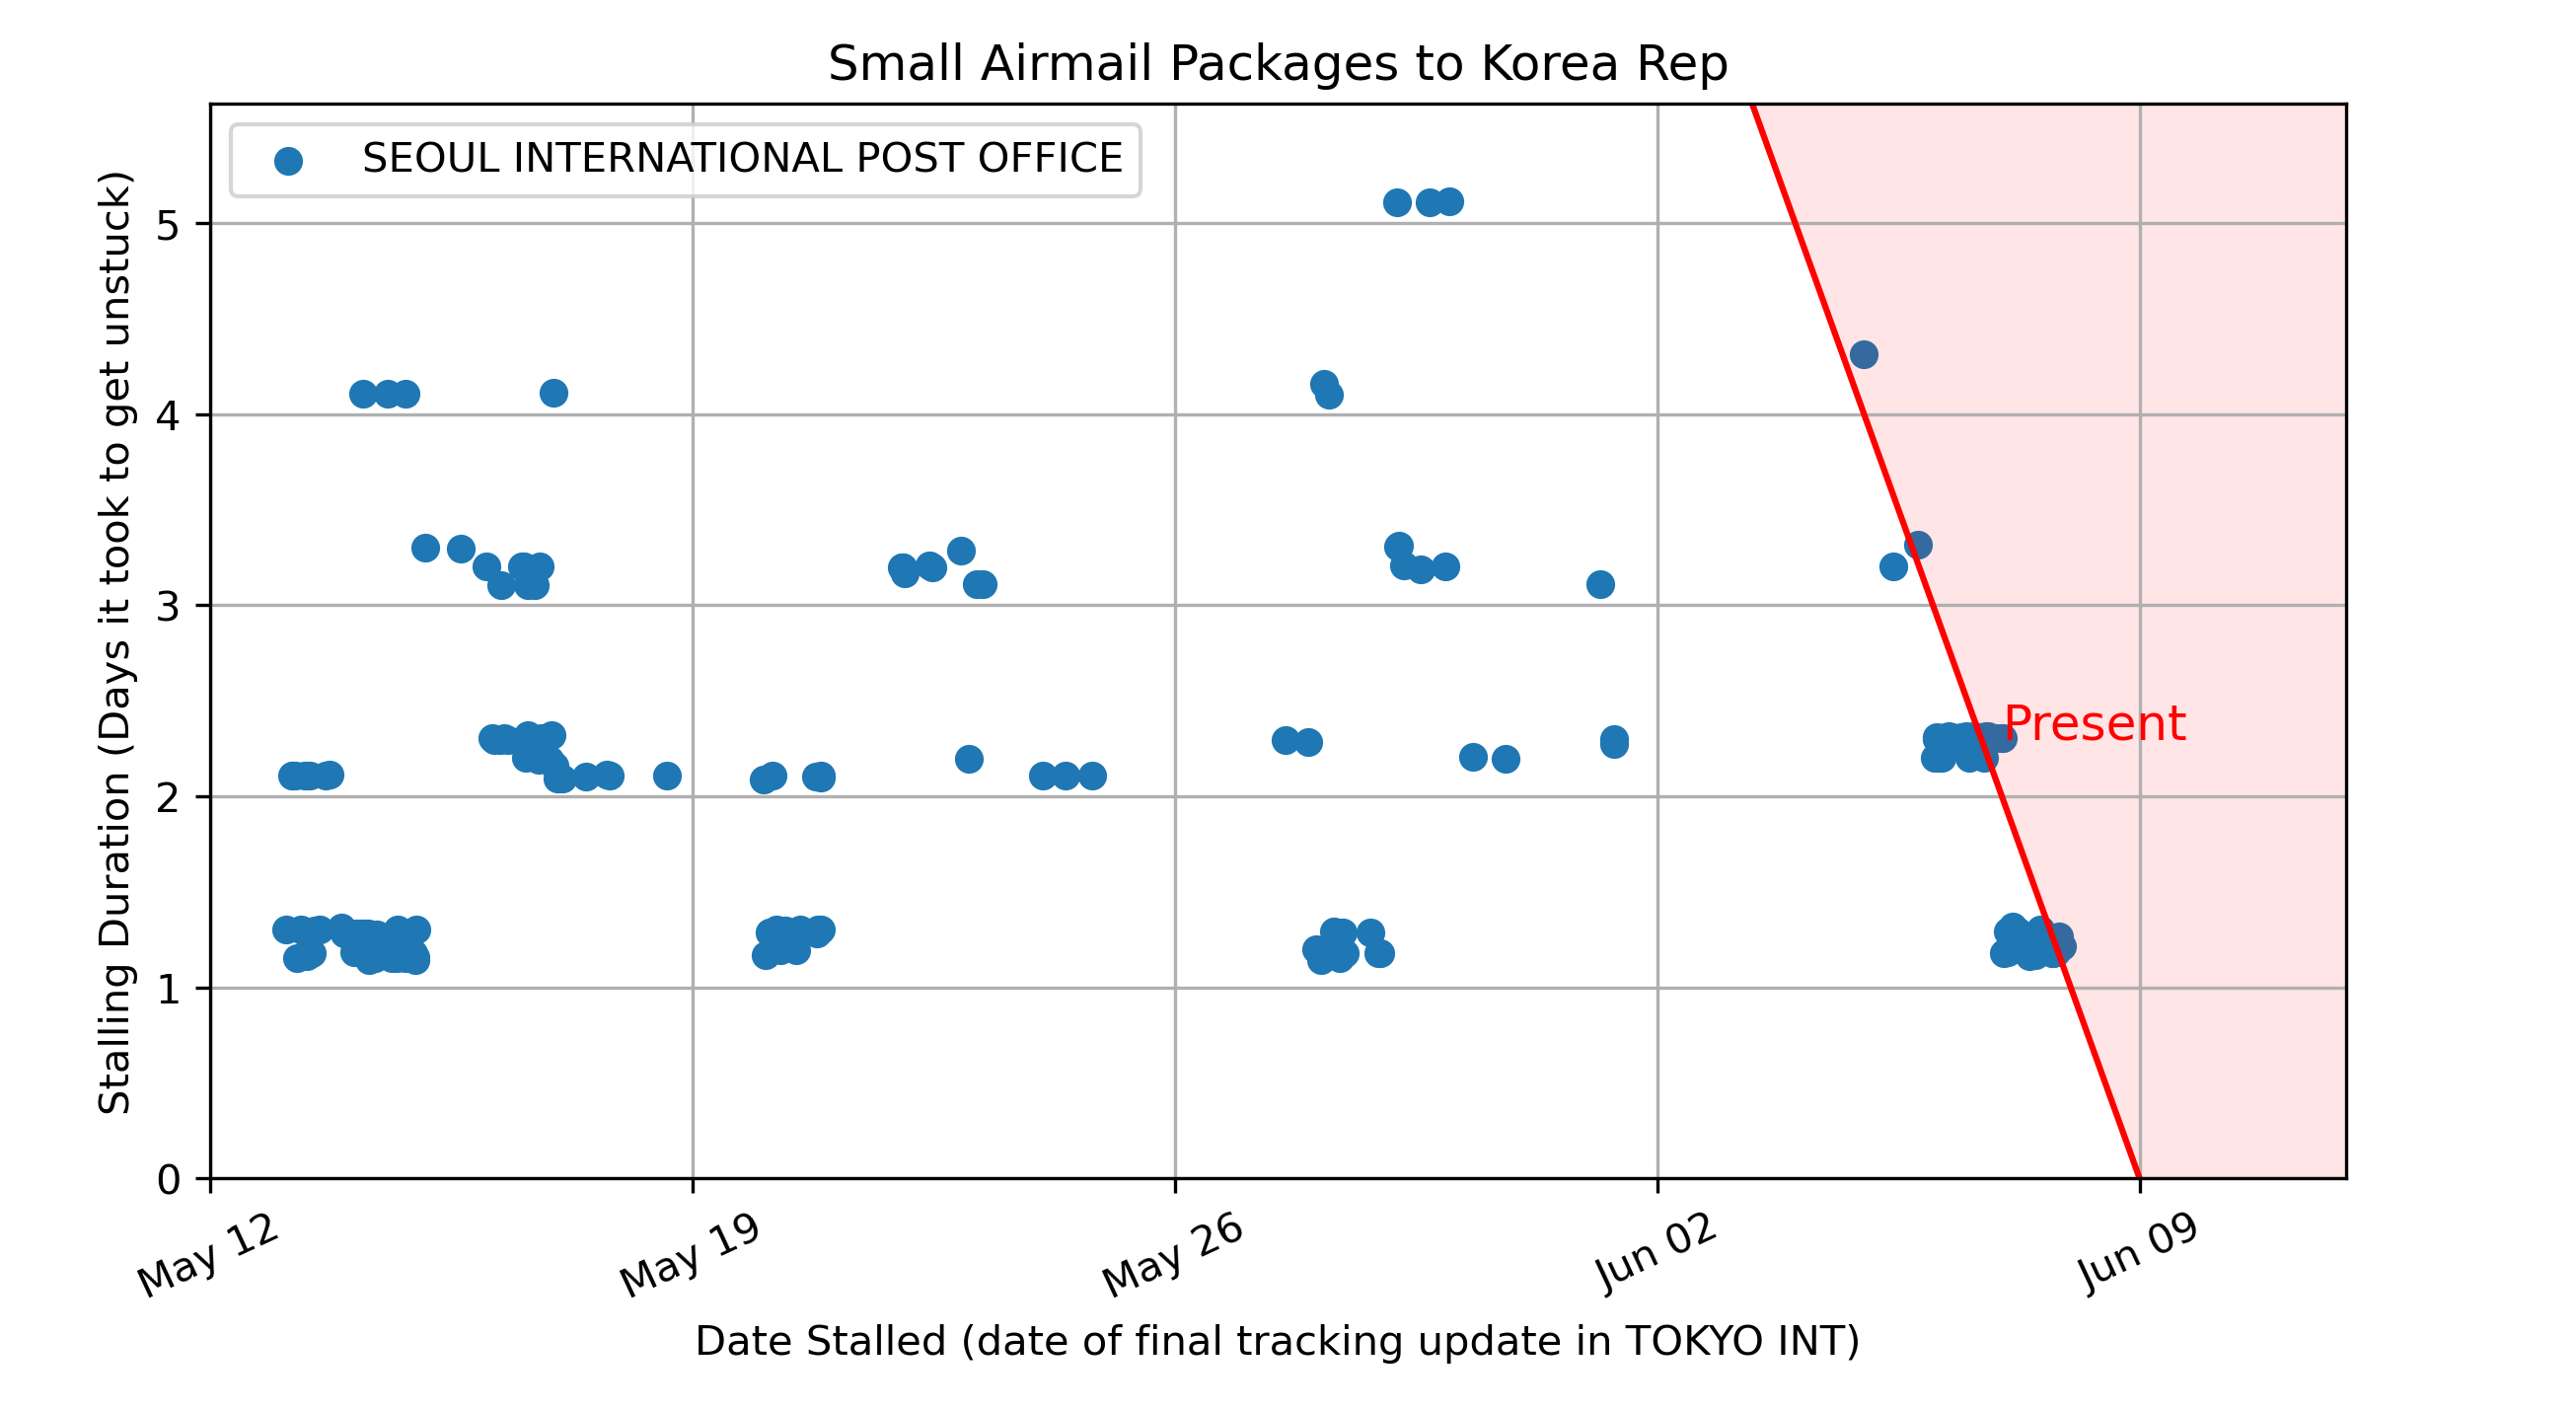 Small Airmail Packages to Korea Rep
SEOUL INTERNATIONAL POST OFFICE
Stalling Duration (Days it took to get unstuck)
5
4
3
2
1
0
Present
May 12
May 19
May 26
Jun 02
Jun 09
Date Stalled (date of final tracking update in TOKYO INT)